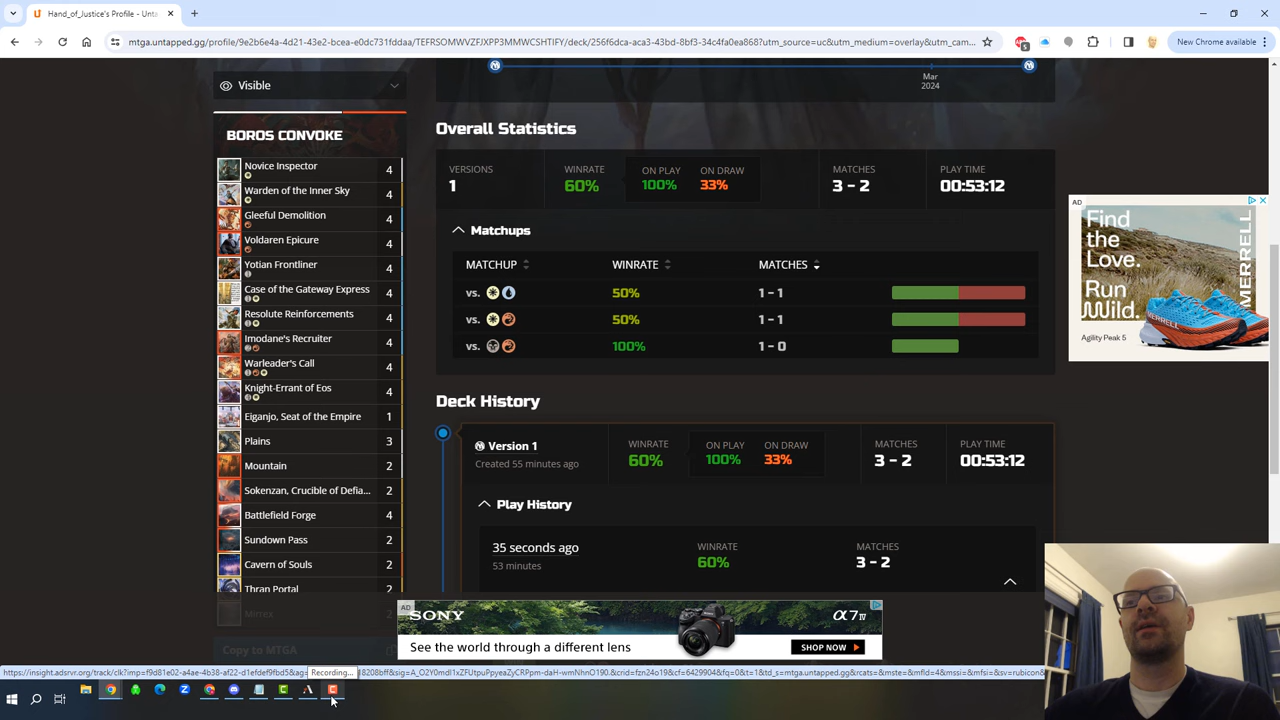 Hand_of_Justice's Profile - Unta
mtga.untapped.gg/profile/9e2b6e4a-4d21-43e2-bcea-e0dc731fddaa/TEFRSOMWVZFJXPP3MMWCSHTIFY/deck/256f6dca-aca3-43bd-8bf3-34c4fa0ea868?utm_source=uc&utm_medium=overlay&utm_cam...
5
New Chrome available
Visible
Mar
2024
BOROS CONVOKE
Novice Inspector 4
Warden of the Inner Sky 4
Gleeful Demolition 4
Voldaren Epicure 4
Yotian Frontliner 4
Case of the Gateway Express 4
Resolute Reinforcements 4
Imodane's Recruiter 4
Warleader's Call 4
Knight-Errant of Eos 4
Eiganjo, Seat of the Empire 1
Plains 3
Mountain 2
Sokenzan, Crucible of Defia... 2
Battlefield Forge 4
Sundown Pass 2
Cavern of Souls 2
Thran Portal 2
Mirrex 2
Copy to MTGA
Overall Statistics
VERSIONS WINRATE ON PLAY ON DRAW MATCHES PLAY TIME
1 60% 100% 33% 3 - 2 00:53:12
Matchups
MATCHUP WINRATE MATCHES
vs. 50% 1 - 1
vs. 50% 1 - 1
vs. 100% 1 - 0
Deck History
Version 1 WINRATE ON PLAY ON DRAW MATCHES PLAY TIME
Created 55 minutes ago 60% 100% 33% 3 - 2 00:53:12
Play History
35 seconds ago WINRATE MATCHES
53 minutes 60% 3 - 2
AD
Find
the
Love.
Run
Wild.
MERRELL
Agility Peak 5
AD
SONY
α7IV
See the world through a different lens
SHOP NOW
Recording...